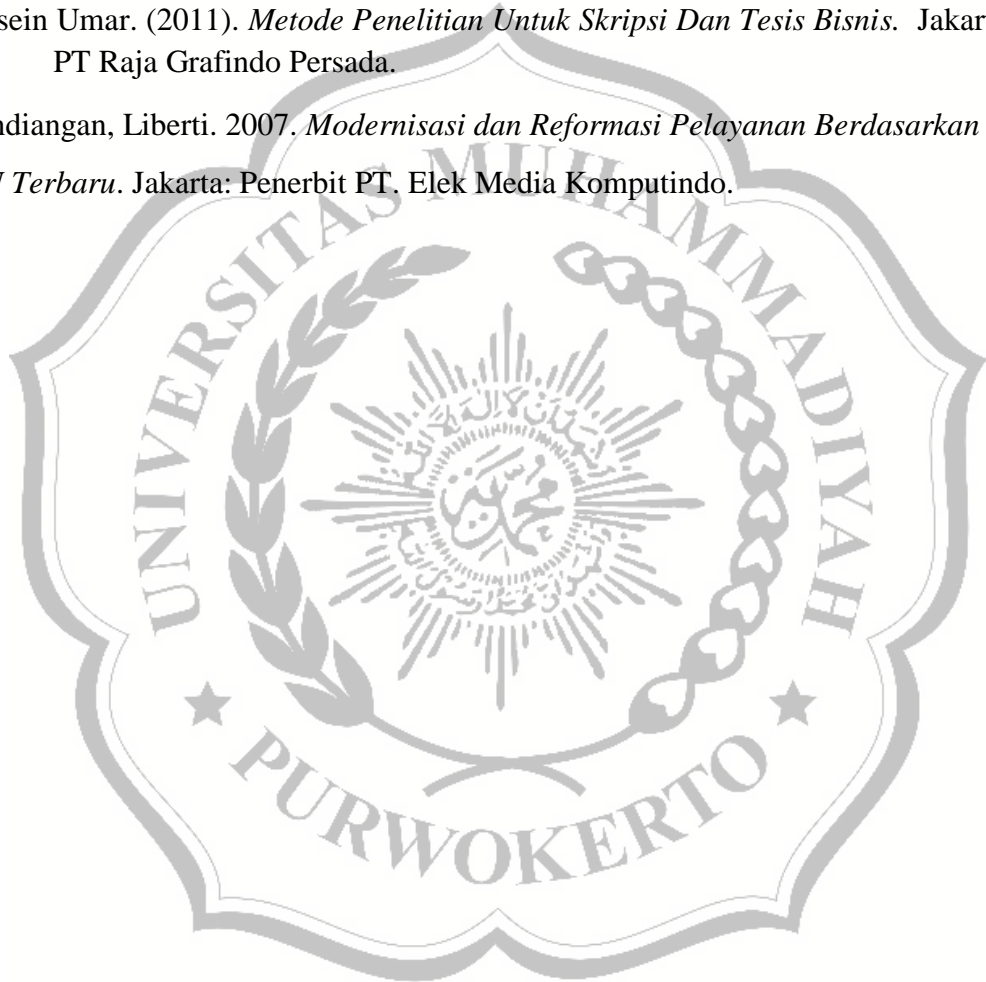 sein Umar. (2011). Metode Penelitian Untuk Skripsi Dan Tesis Bisnis. Jakar
PT Raja Grafindo Persada.
ndiangan, Liberti. 2007. Modernisasi dan Reformasi Pelayanan Berdasarkan
Terbaru. Jakarta: Penerbit PT. Elek Media Komputindo.
UNIVERSITAS MUHAMMADIYAH
PURWOKERTO